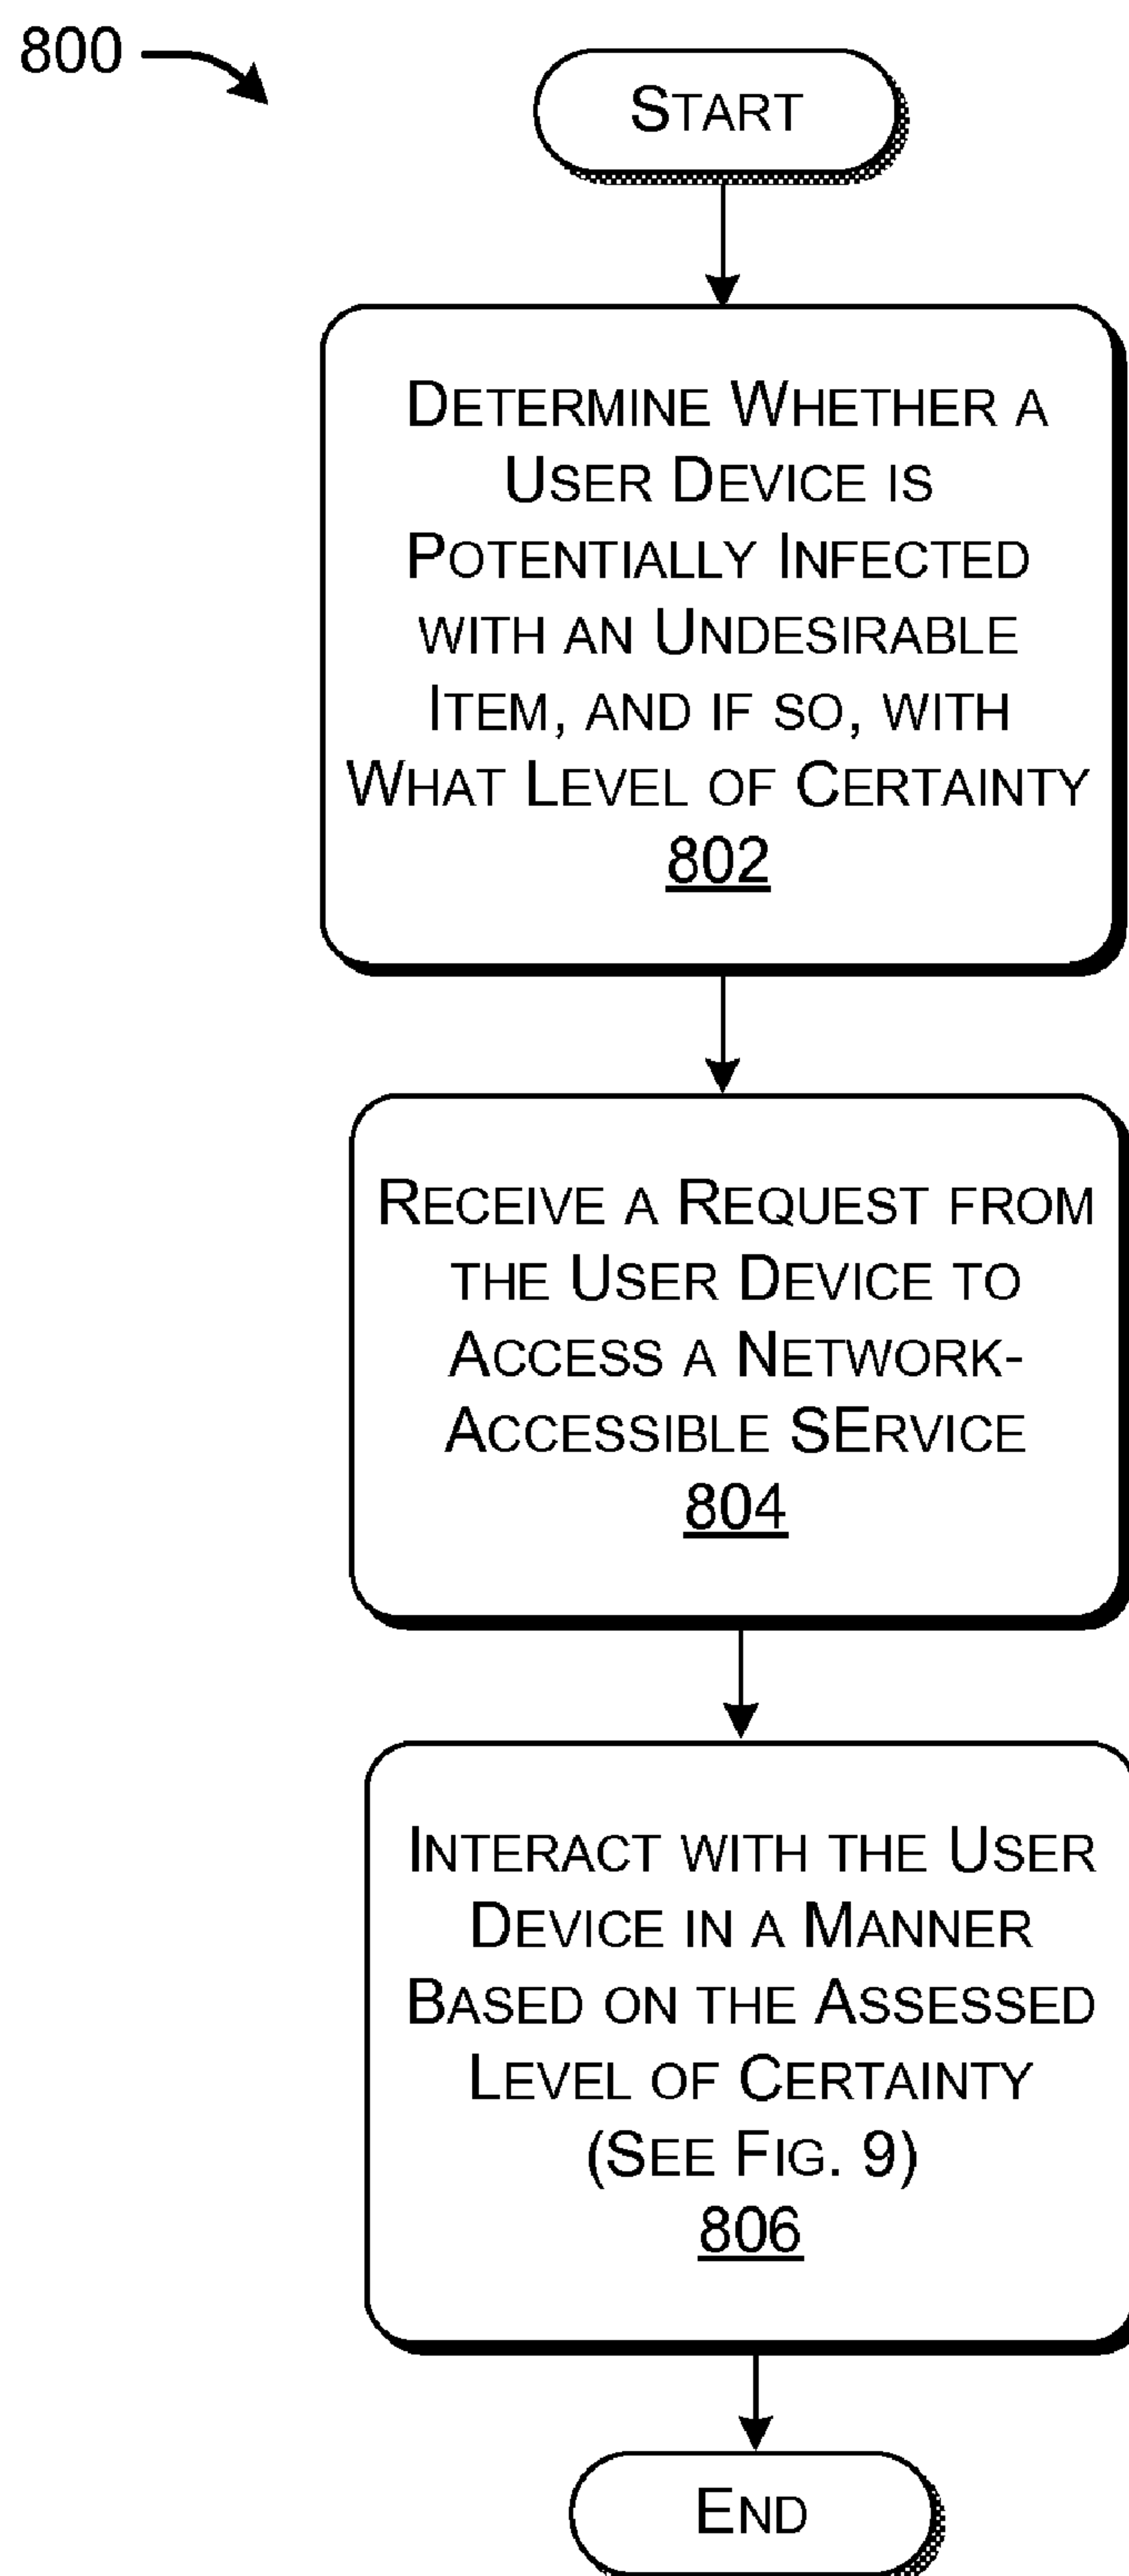 800
START
DETERMINE WHETHER A
USER DEVICE IS
POTENTIALLY INFECTED
WITH AN UNDESIRABLE
ITEM, AND IF SO, WITH
WHAT LEVEL OF CERTAINTY
802
RECEIVE A REQUEST FROM
THE USER DEVICE TO
ACCESS A NETWORK-
ACCESSIBLE SERVICE
804
INTERACT WITH THE USER
DEVICE IN A MANNER
BASED ON THE ASSESSED
LEVEL OF CERTAINTY
(SEE FIG. 9)
806
END